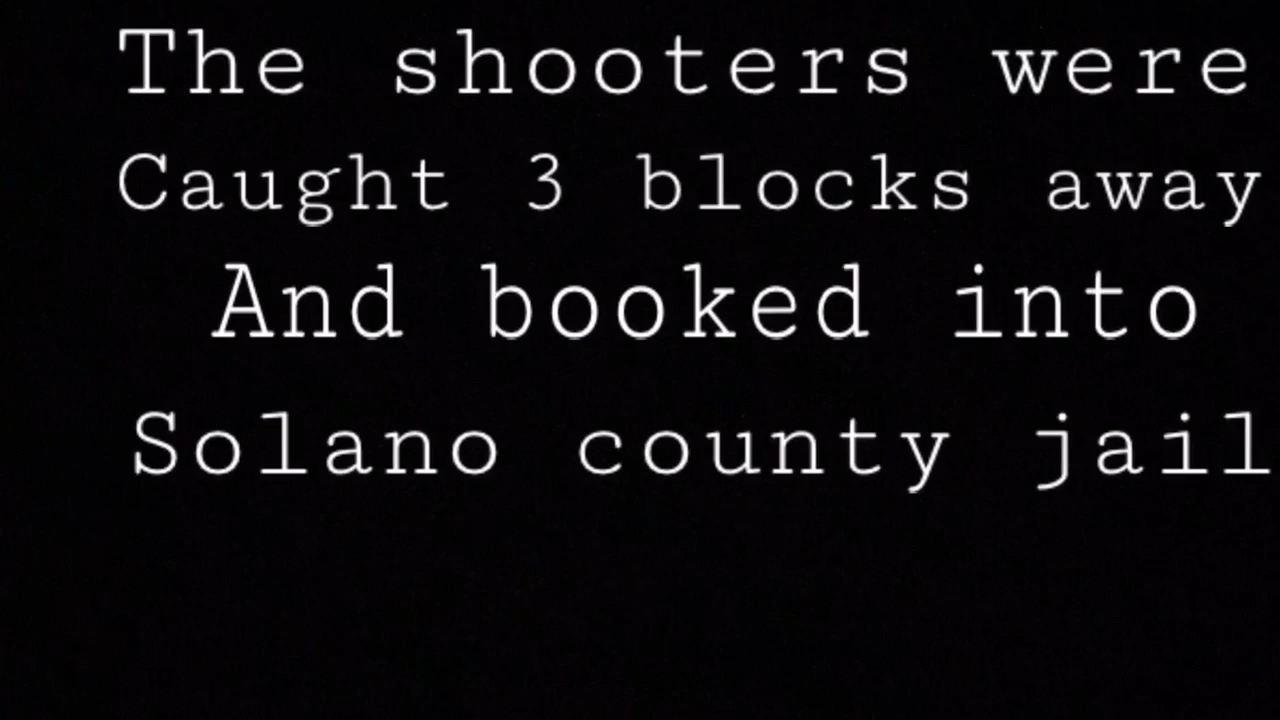 The shooters were
Caught 3 blocks away
And booked into
Solano county jail